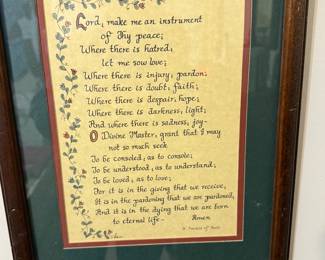 Lord, make me an instrument
of Thy peace;
Where there is hatred,
let me sow love;
Where there is injury, pardon;
Where there is doubt, faith;
Where there is despair, hope;
Where there is darkness, light;
And where there is sadness, joy-
O Divine Master, grant that I may
not so much seek
To be consoled, as to console;
To be understood, as to understand;
To be loved, as to love;
For it is in the giving that we receive,
It is in the pardoning that we are pardoned,
And it is in the dying that we are born
to eternal life- Amen
St Francis of Assisi